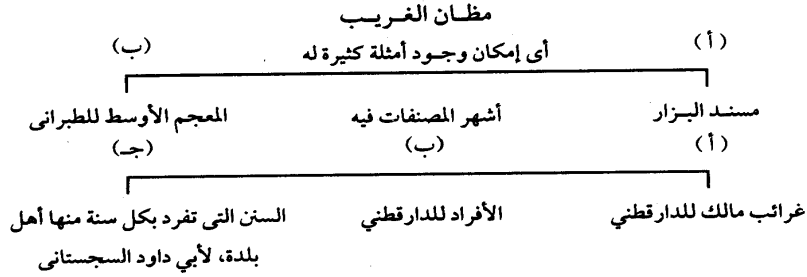 مظان الغريب
(أ) أى إمكان وجود أمثلة كثيرة له (ب)
مسند البزار أشهر المصنفات فيه المعجم الأوسط للطبرانى
(أ) (ب) (جـ)
غرائب مالك للدارقطني الأفراد للدارقطني السنن التى تفرد بكل سنة منها أهل
بلدة، لأبي داود السجستانى